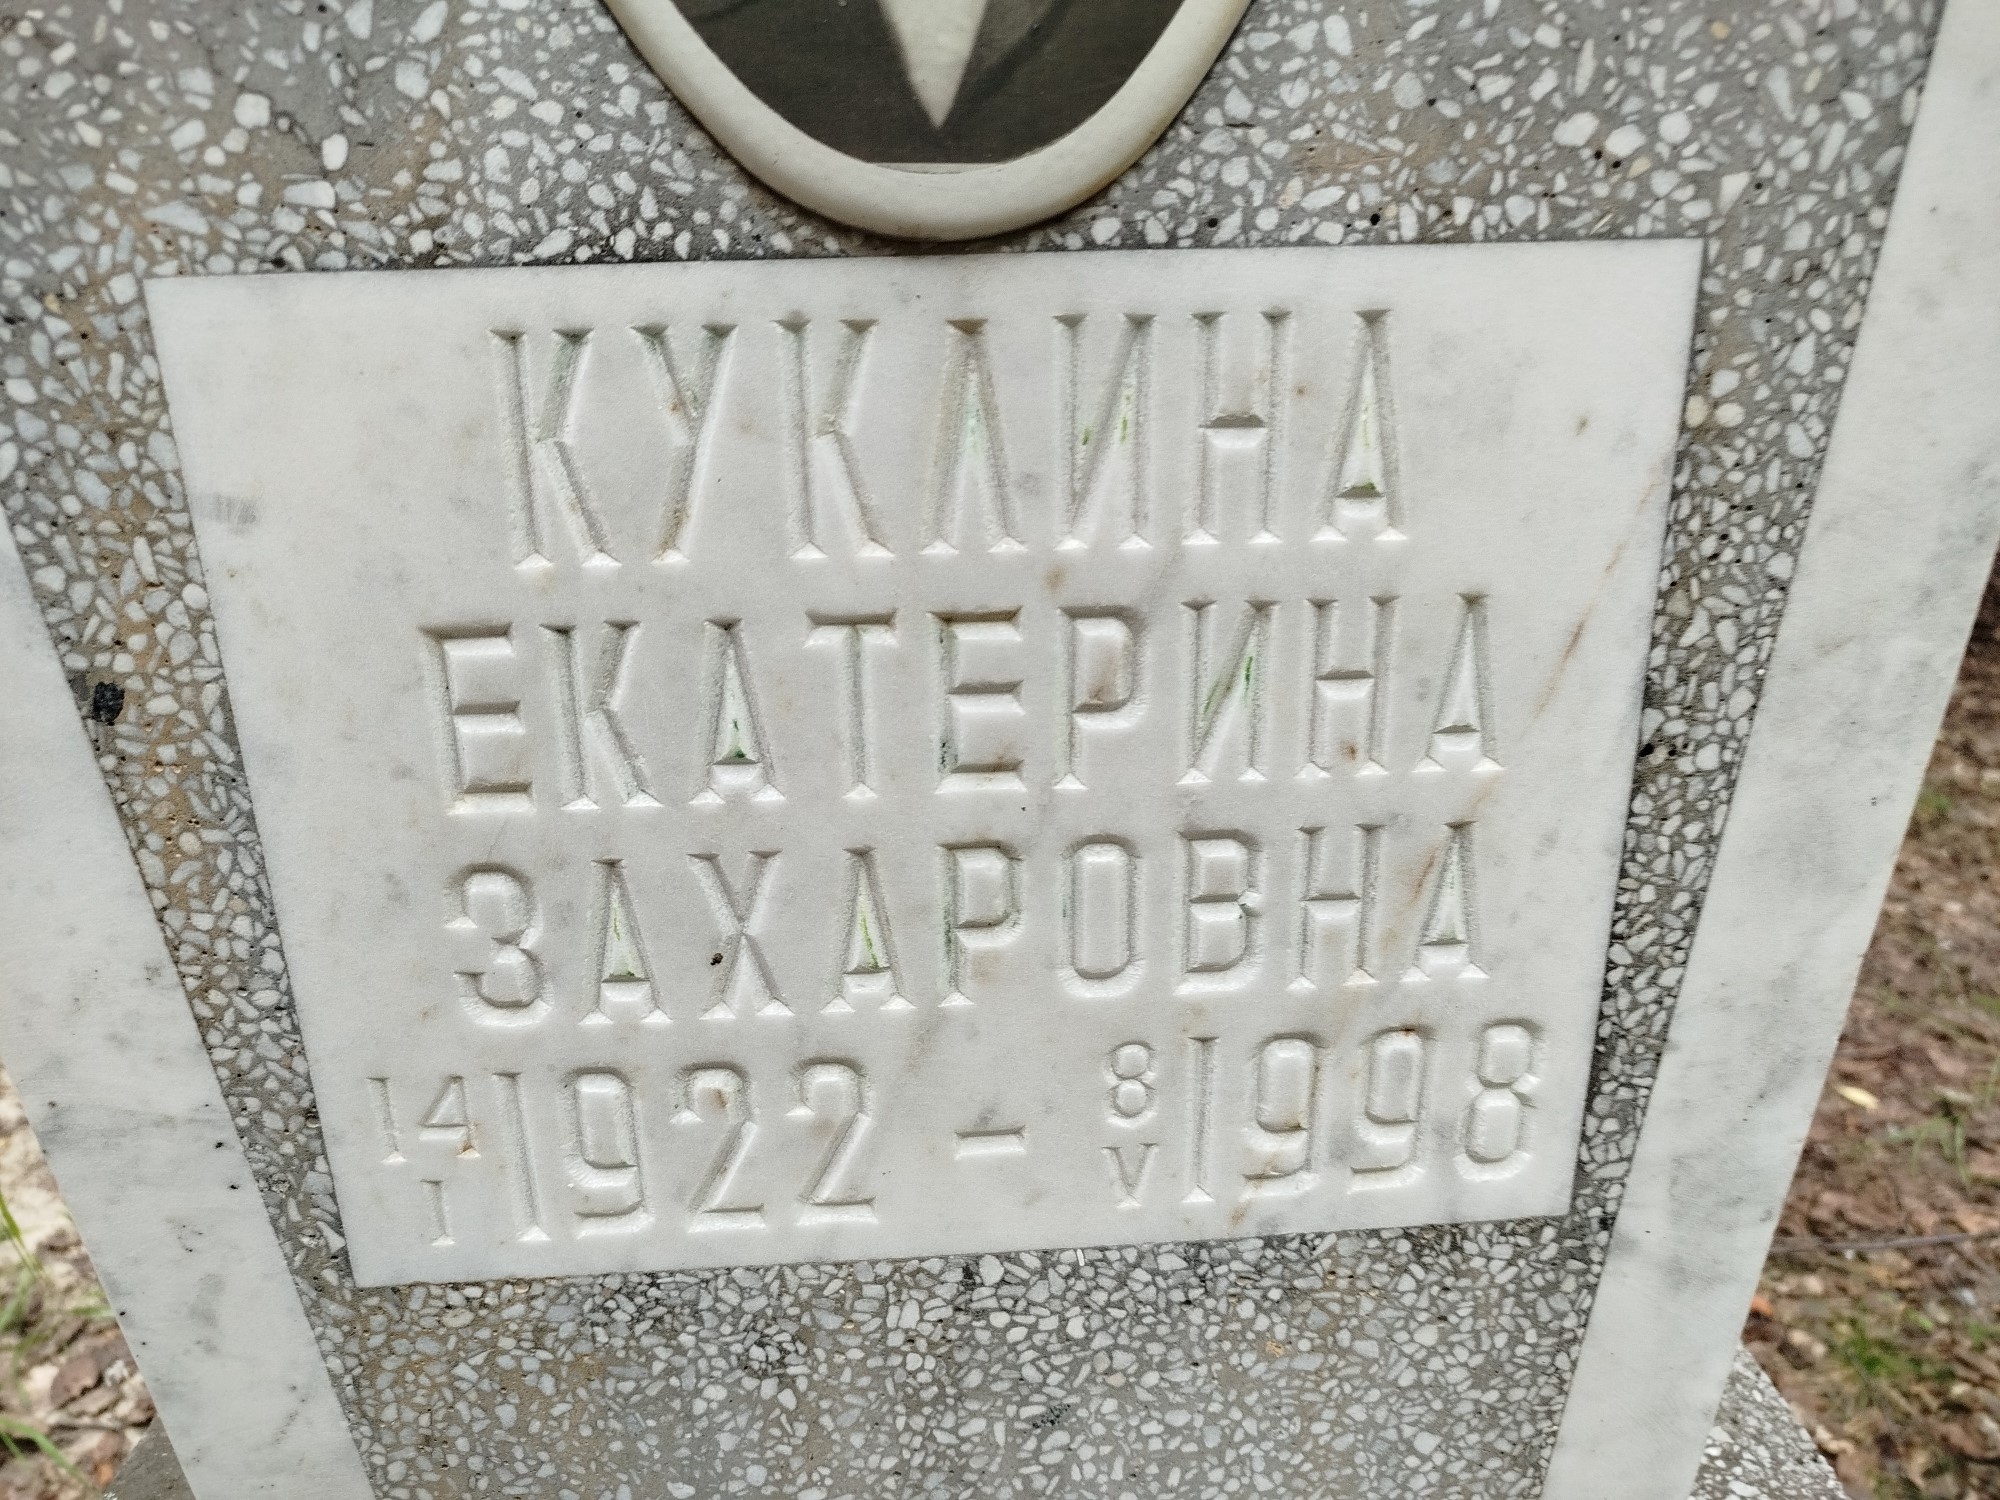 КУКЛИНА
ЕКАТЕРИНА
ЗАХАРОВНА
14/I 1922 – 8/V 1998